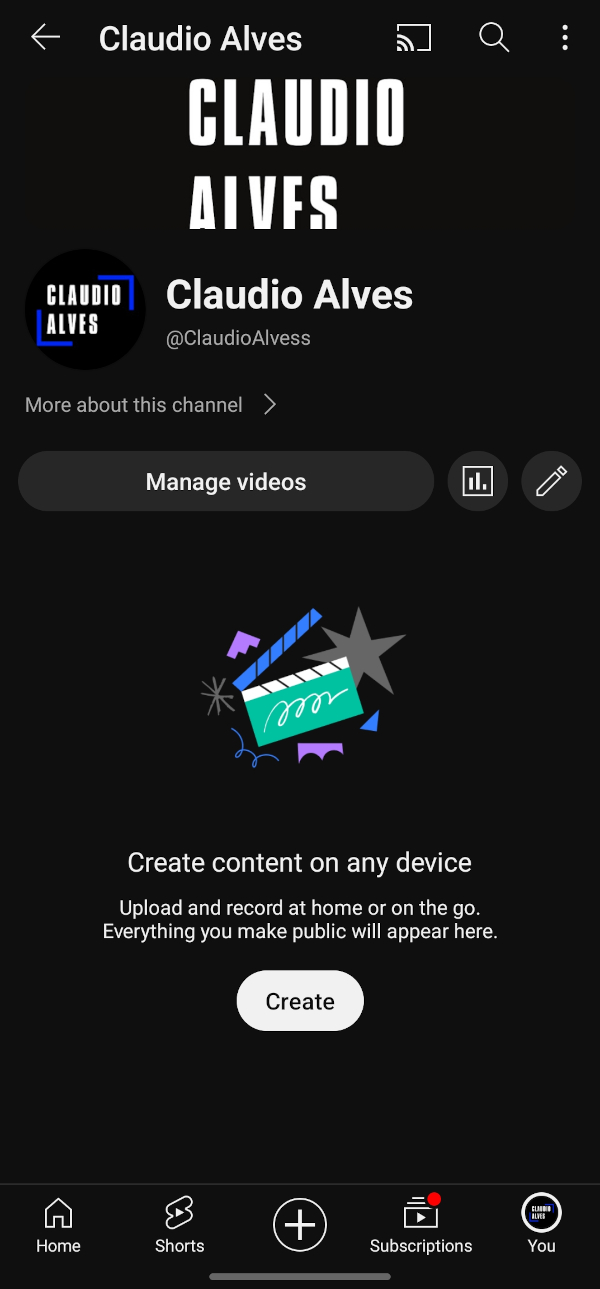 Claudio Alves
CLAUDIO
ALVES
CLAUDIO
ALVES
Claudio Alves
@ClaudioAlvess
More about this channel
Manage videos
Create content on any device
Upload and record at home or on the go.
Everything you make public will appear here.
Create
Home
Shorts
Subscriptions
CLAUDIO
ALVES
You